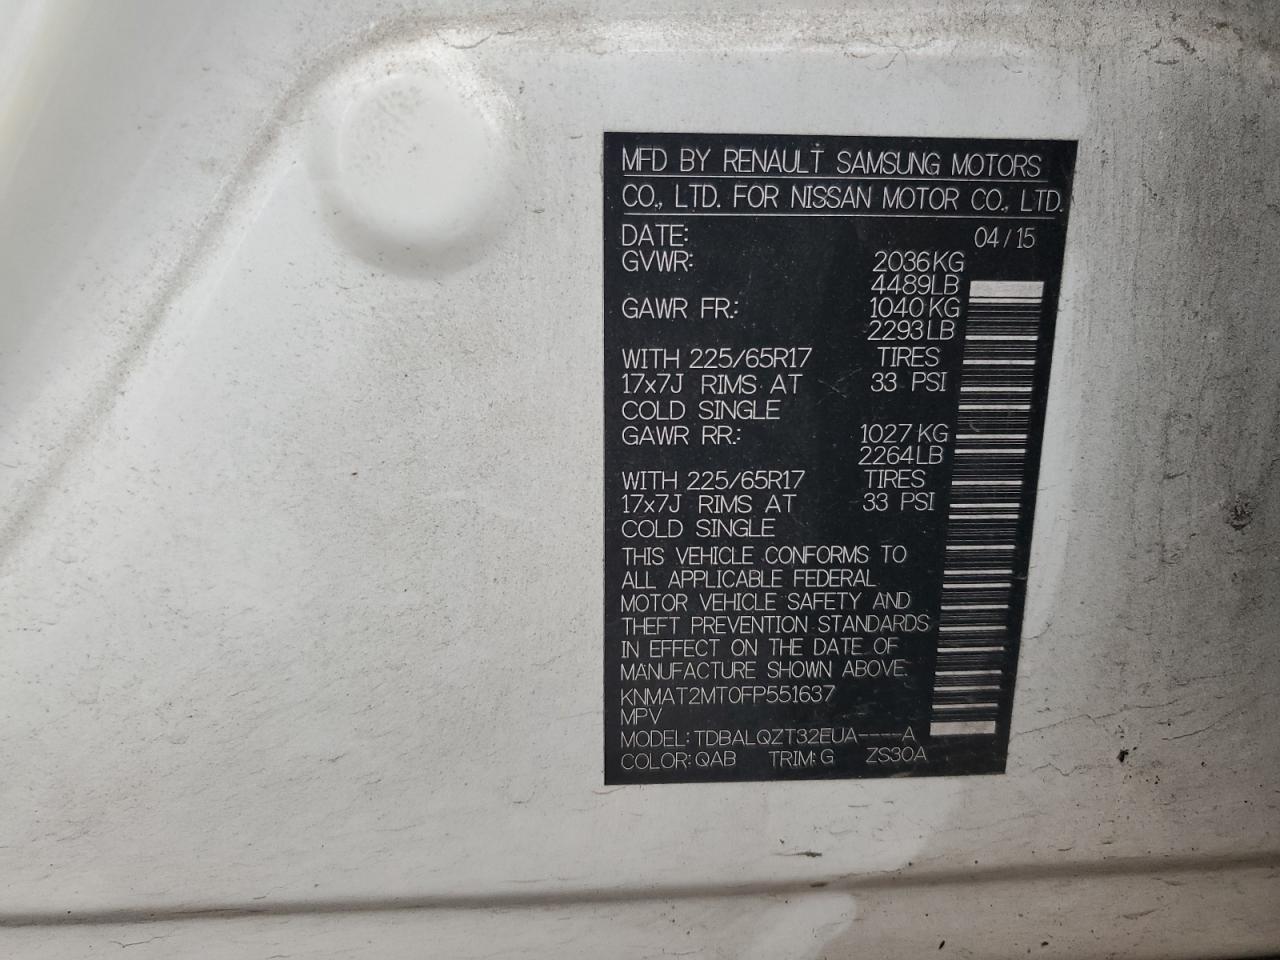 MFD BY RENAULT SAMSUNG MOTORS
CO., LTD. FOR NISSAN MOTOR CO., LTD.
DATE: 04/15
GVWR: 2036KG
4489LB
GAWR FR.: 1040KG
2293LB
WITH 225/65R17 TIRES
17x7J RIMS AT 33 PSI
COLD SINGLE
GAWR RR.: 1027KG
2264LB
WITH 225/65R17 TIRES
17x7J RIMS AT 33 PSI
COLD SINGLE
THIS VEHICLE CONFORMS TO
ALL APPLICABLE FEDERAL
MOTOR VEHICLE SAFETY AND
THEFT PREVENTION STANDARDS
IN EFFECT ON THE DATE OF
MANUFACTURE SHOWN ABOVE.
KNMAT2MT0FP551637
MPV
MODEL: TDBALQZT32EUA----A
COLOR: QAB TRIM: G ZS30A